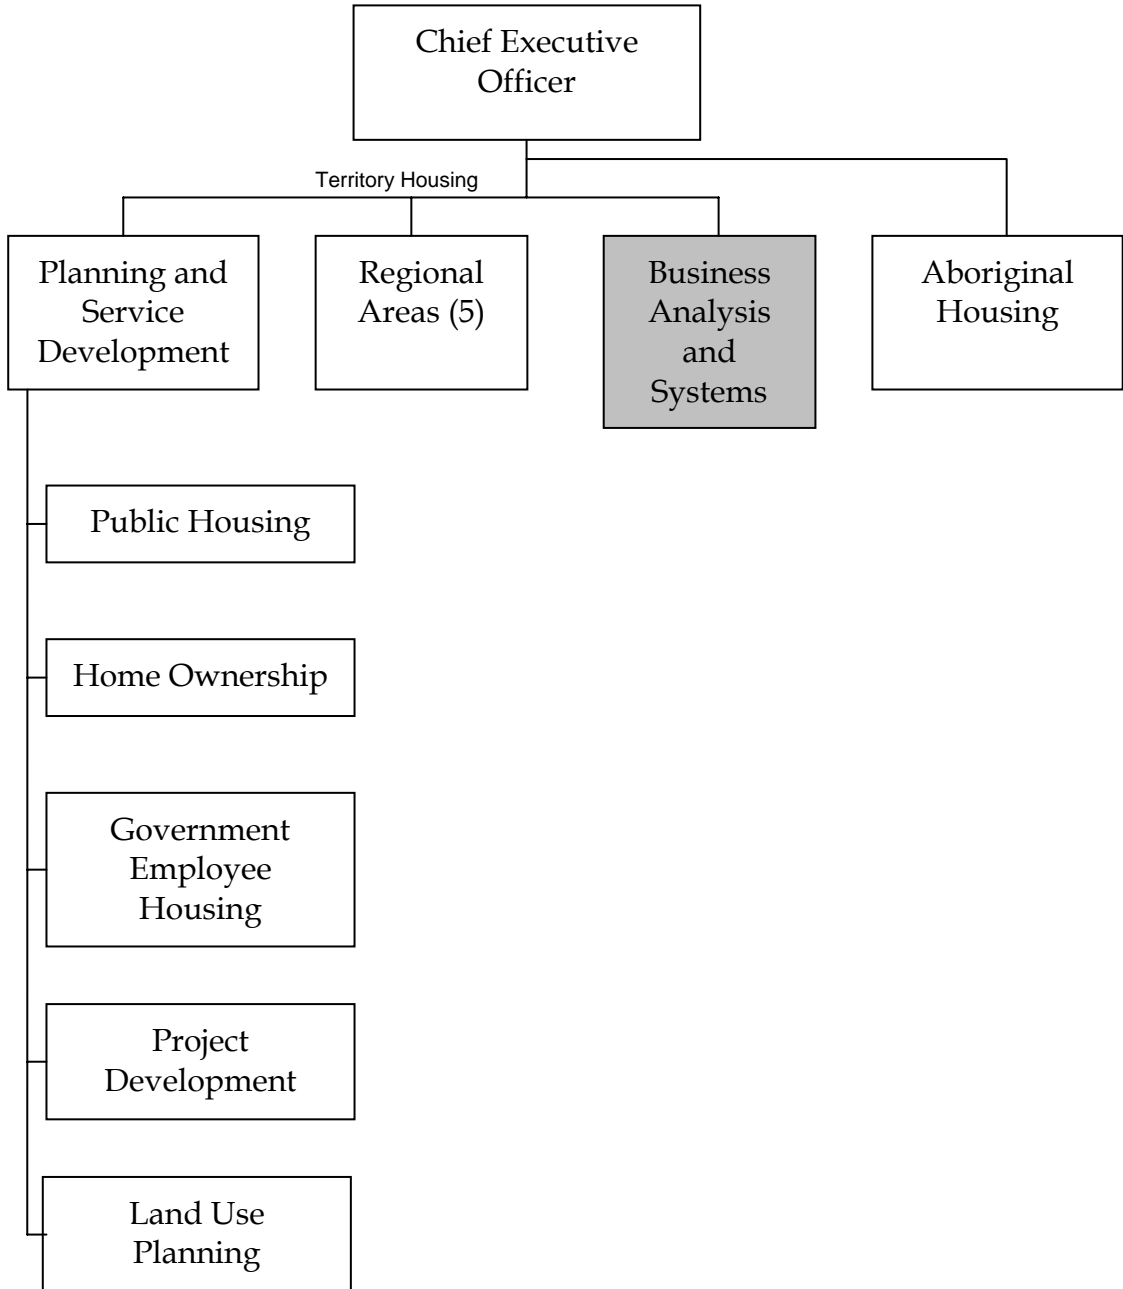 Chief Executive
Officer
Territory Housing
Planning and
Service
Development
Regional
Areas (5)
Business
Analysis
and
Systems
Aboriginal
Housing
Public Housing
Home Ownership
Government
Employee
Housing
Project
Development
Land Use
Planning